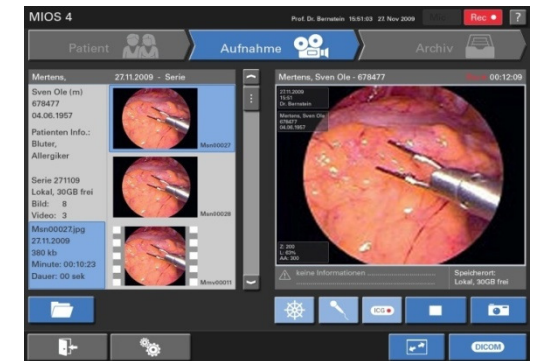 MIOS 4
Prof. Dr. Bernstein 15:51:03 27. Nov 2009
Rec
?
Patient
Aufnahme
Archiv
Mertens, 27.11.2009 - Serie
Sven Ole (m)
678477
04.06.1957
Patienten Info.:
Bluter,
Allergiker
Serie 271109
Lokal, 30GB frei
Bild: 8
Video: 3
Msn00027.jpg
27.11.2009
380 kb
Minute: 00:10:23
Dauer: 00 sek
Msn00027
Msn00028
Mmv00011
Mertens, Sven Ole - 678477
00:12:09
27.11.2009
15:51
Dr. Bernstein
Mertens, Sven Ole
678477
04.06.1957
Z: 200
L: 63%
AA: 300
keine Informationen
Speicherort:
Lokal, 30GB frei
ICG
DICOM